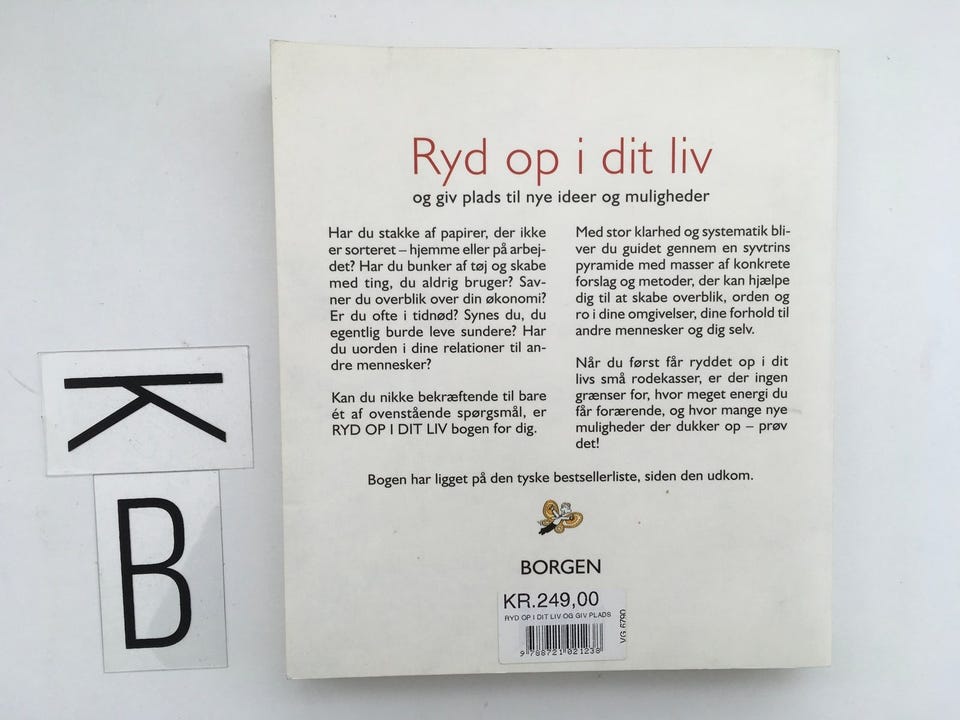 Ryd op i dit liv
og giv plads til nye ideer og muligheder
Har du stakke af papirer, der ikke
er sorteret – hjemme eller på arbej-
det? Har du bunker af tøj og skabe
med ting, du aldrig bruger? Sav-
ner du overblik over din økonomi?
Er du ofte i tidnød? Synes du, du
egentlig burde leve sundere? Har
du uorden i dine relationer til an-
dre mennesker?
Kan du nikke bekræftende til bare
ét af ovenstående spørgsmål, er
RYD OP I DIT LIV bogen for dig.
Med stor klarhed og systematik bli-
ver du guidet gennem en syvtrins
pyramide med masser af konkrete
forslag og metoder, der kan hjælpe
dig til at skabe overblik, orden og
ro i dine omgivelser, dine forhold til
andre mennesker og dig selv.
Når du først får ryddet op i dit
livs små rodekasser, er der ingen
grænser for, hvor meget energi du
får forærende, og hvor mange nye
muligheder der dukker op – prøv
det!
Bogen har ligget på den tyske bestsellerliste, siden den udkom.
BORGEN
KR.249,00
RYD OP I DIT LIV OG GIV PLADS
9 788721 021238
VG 6790
K
B